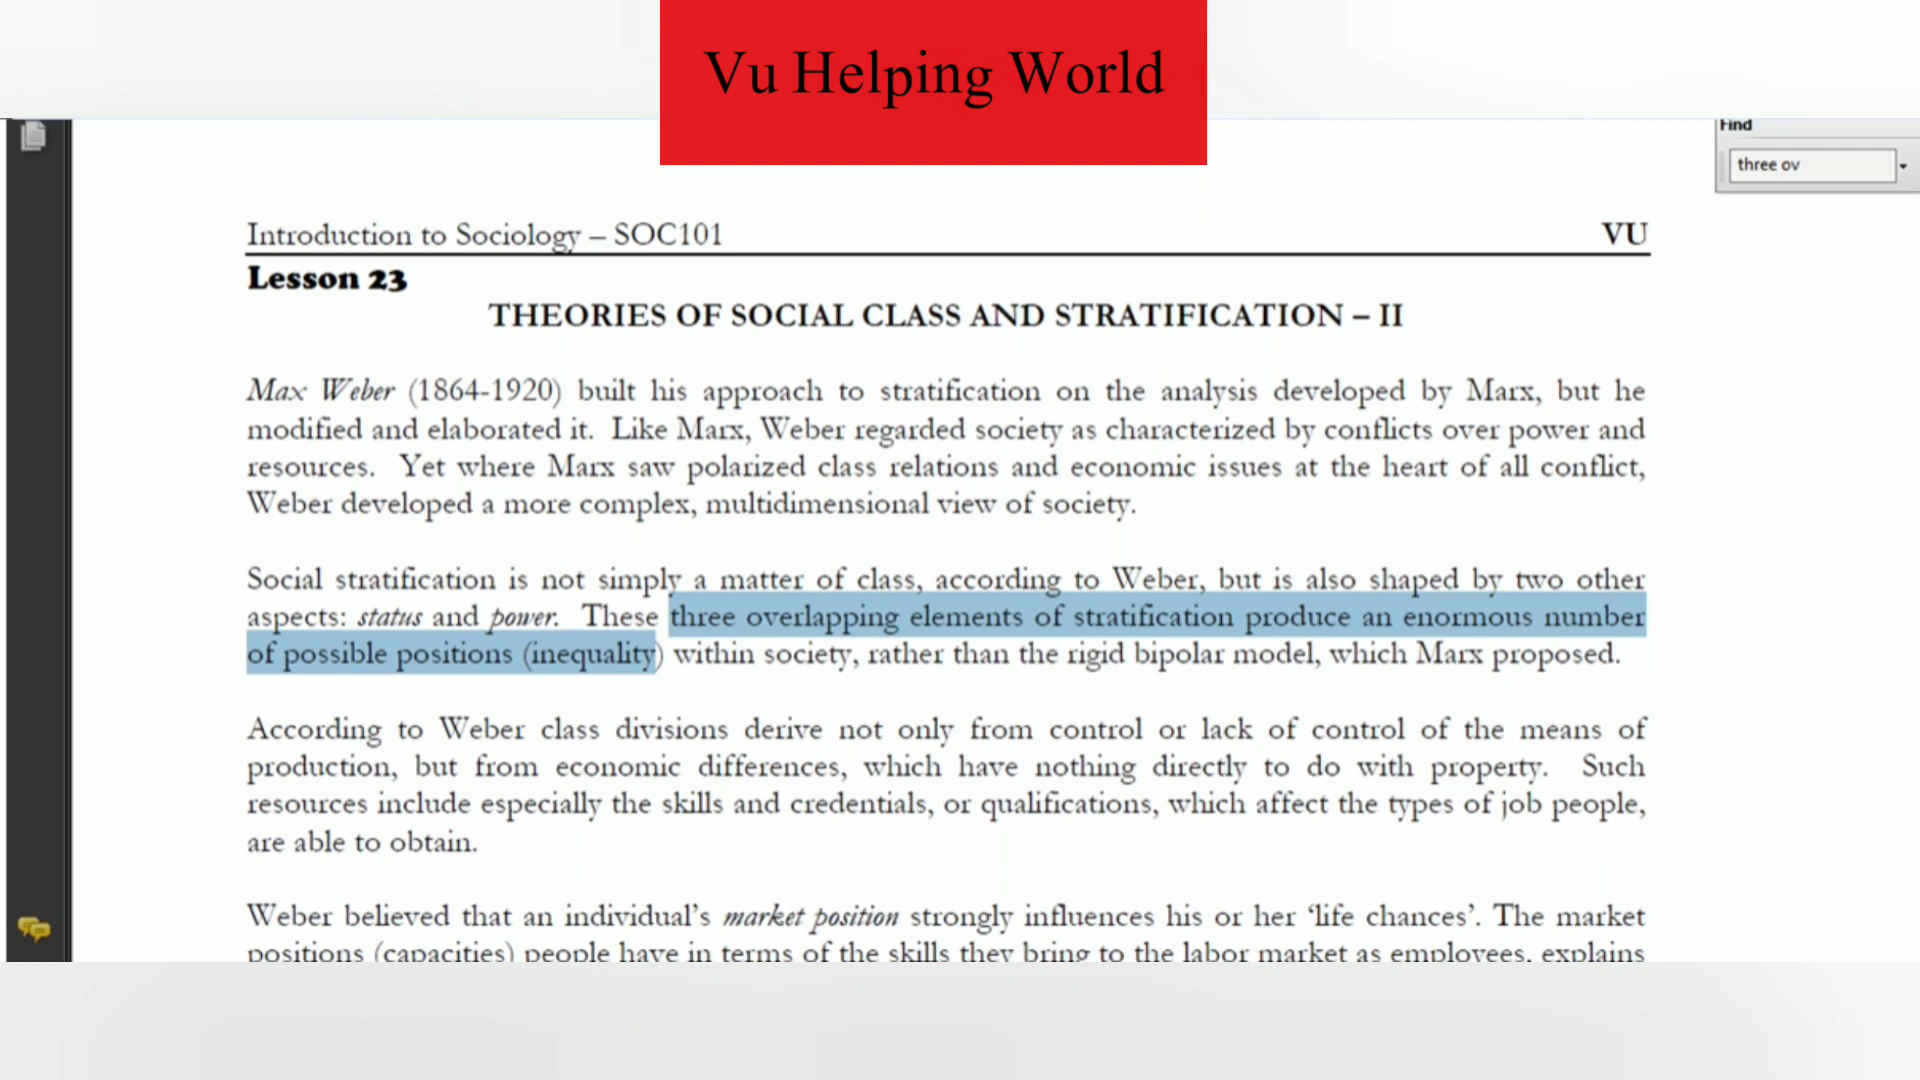 Vu Helping World
Find
three ov
Introduction to Sociology – SOC101 VU
Lesson 23
THEORIES OF SOCIAL CLASS AND STRATIFICATION – II
Max Weber (1864-1920) built his approach to stratification on the analysis developed by Marx, but he
modified and elaborated it. Like Marx, Weber regarded society as characterized by conflicts over power and
resources. Yet where Marx saw polarized class relations and economic issues at the heart of all conflict,
Weber developed a more complex, multidimensional view of society.
Social stratification is not simply a matter of class, according to Weber, but is also shaped by two other
aspects: status and power. These three overlapping elements of stratification produce an enormous number
of possible positions (inequality) within society, rather than the rigid bipolar model, which Marx proposed.
According to Weber class divisions derive not only from control or lack of control of the means of
production, but from economic differences, which have nothing directly to do with property. Such
resources include especially the skills and credentials, or qualifications, which affect the types of job people,
are able to obtain.
Weber believed that an individual's market position strongly influences his or her 'life chances'. The market
positions (capacities) people have in terms of the skills they bring to the labor market as employees, explains